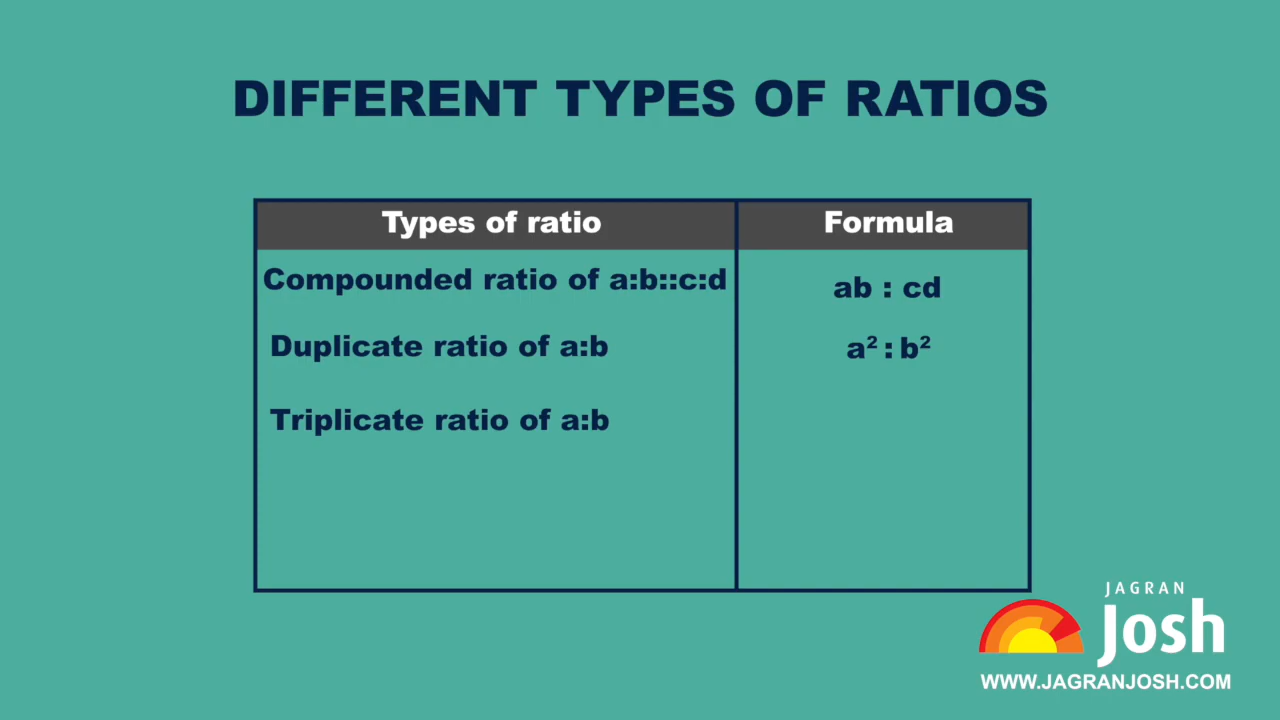 DIFFERENT TYPES OF RATIOS
Types of ratio Formula
Compounded ratio of a:b::c:d ab : cd
Duplicate ratio of a:b a² : b²
Triplicate ratio of a:b
JAGRAN
Josh
WWW.JAGRANJOSH.COM